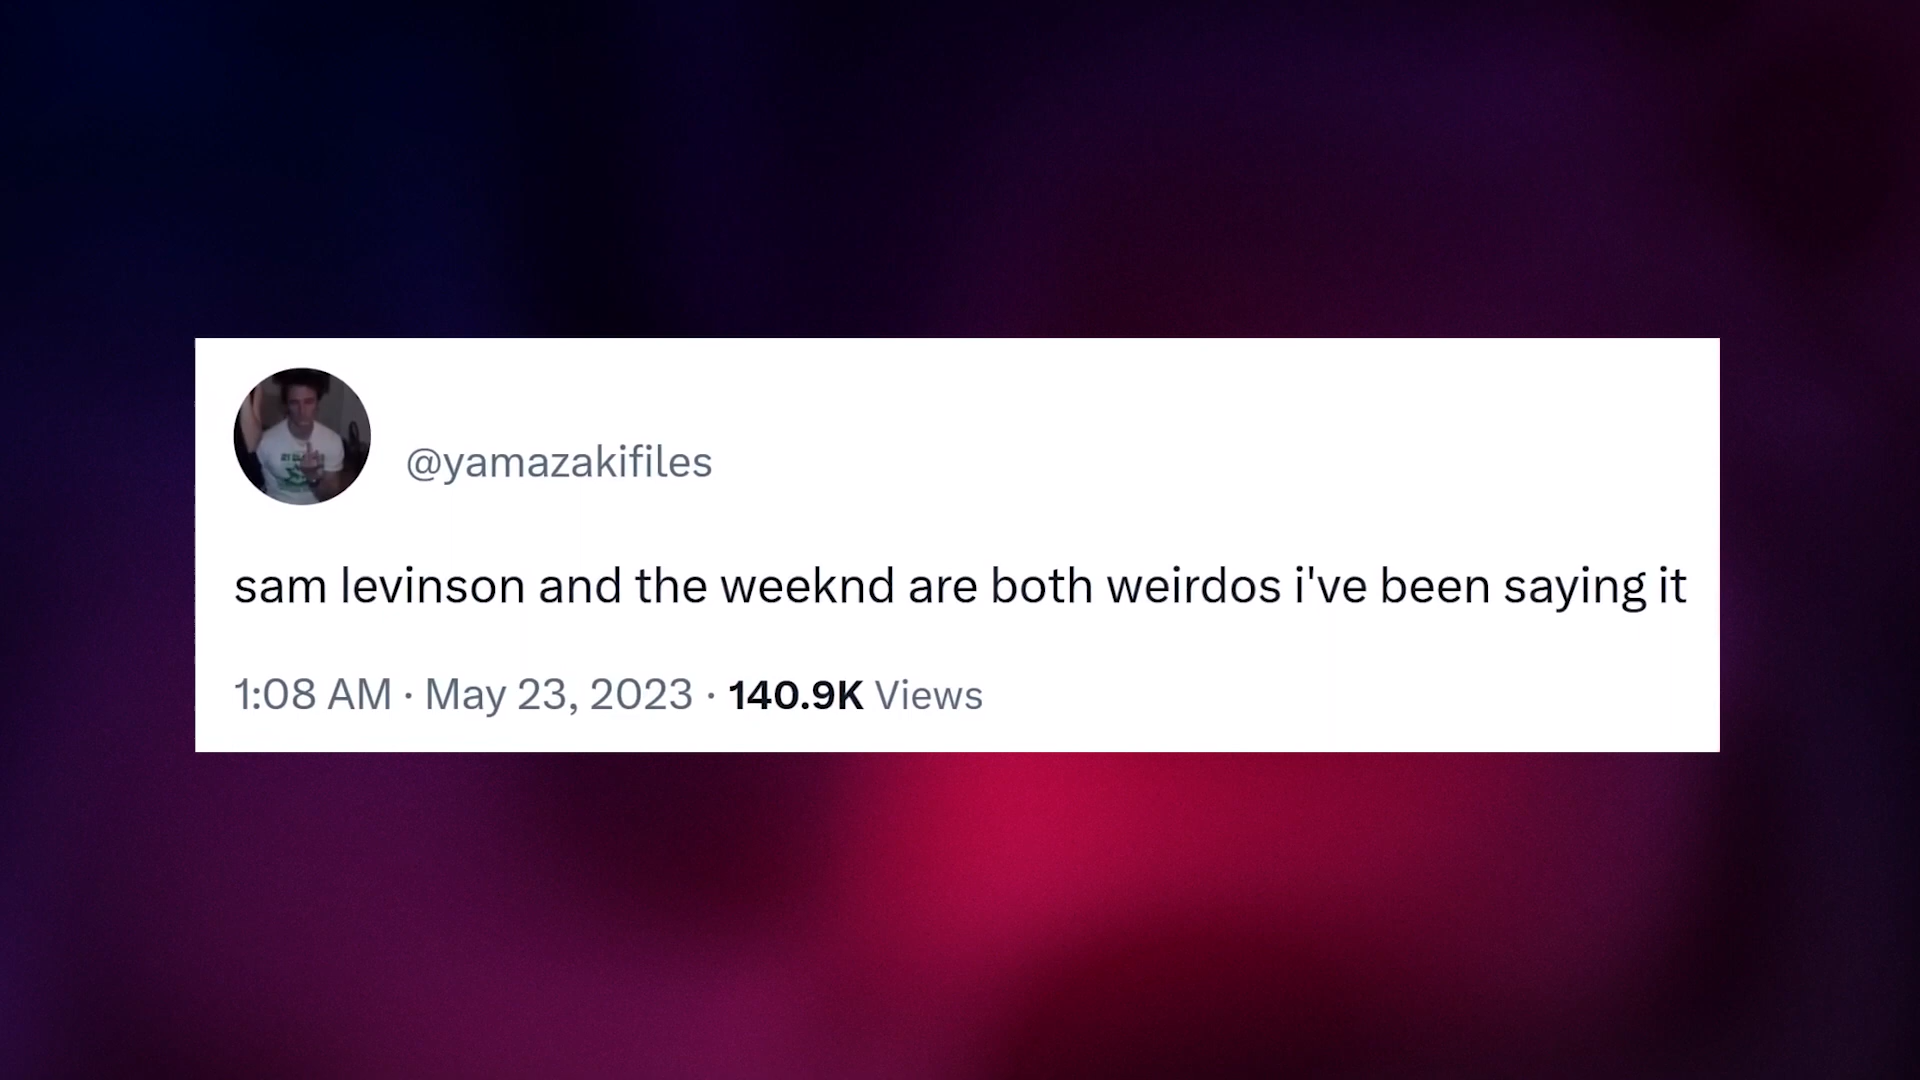 @yamazakifiles
sam levinson and the weeknd are both weirdos i've been saying it
1:08 AM · May 23, 2023 · 140.9K Views